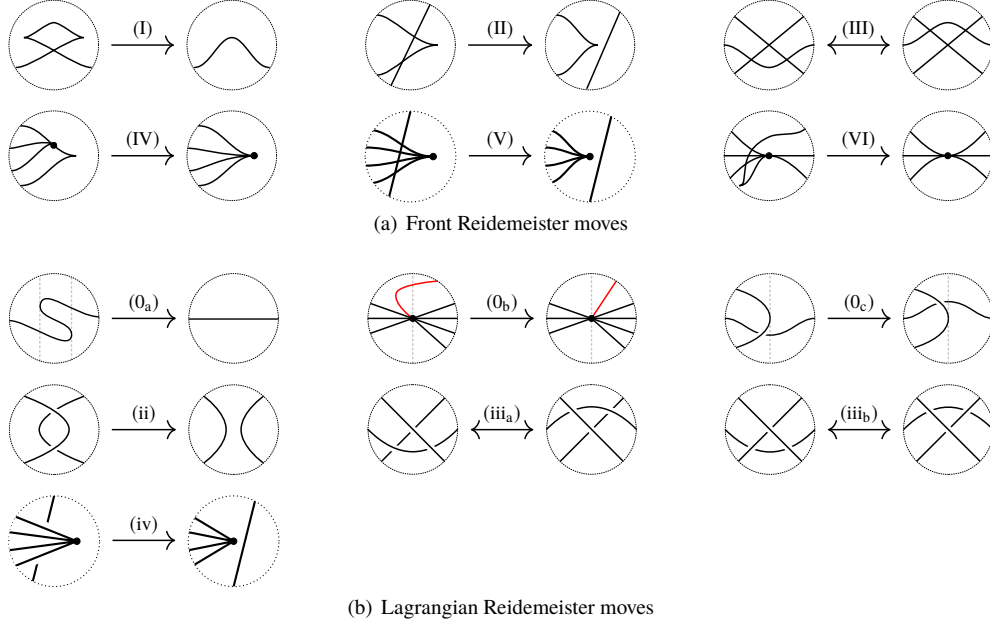 (I) (II) (III)
(IV) (V) (VI)
(a) Front Reidemeister moves
(0a) (0b) (0c)
(ii) (iiia) (iiib)
(iv)
(b) Lagrangian Reidemeister moves